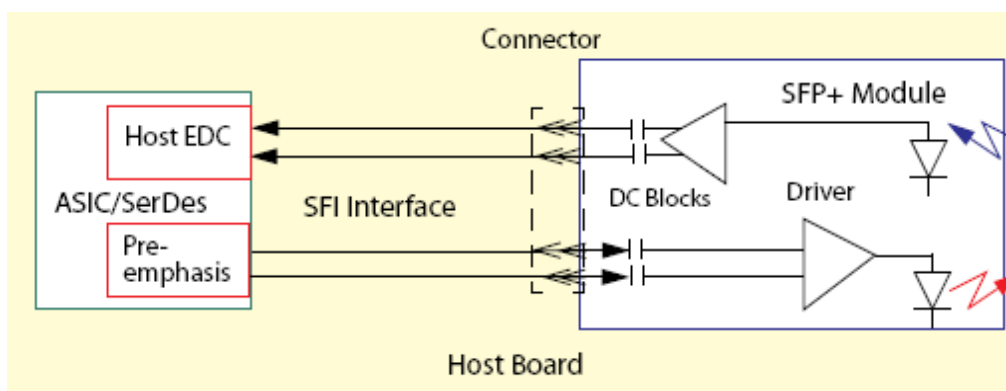 Connector
SFP+ Module
Host EDC
ASIC/SerDes
SFI Interface
DC Blocks
Driver
Pre-
emphasis
Host Board